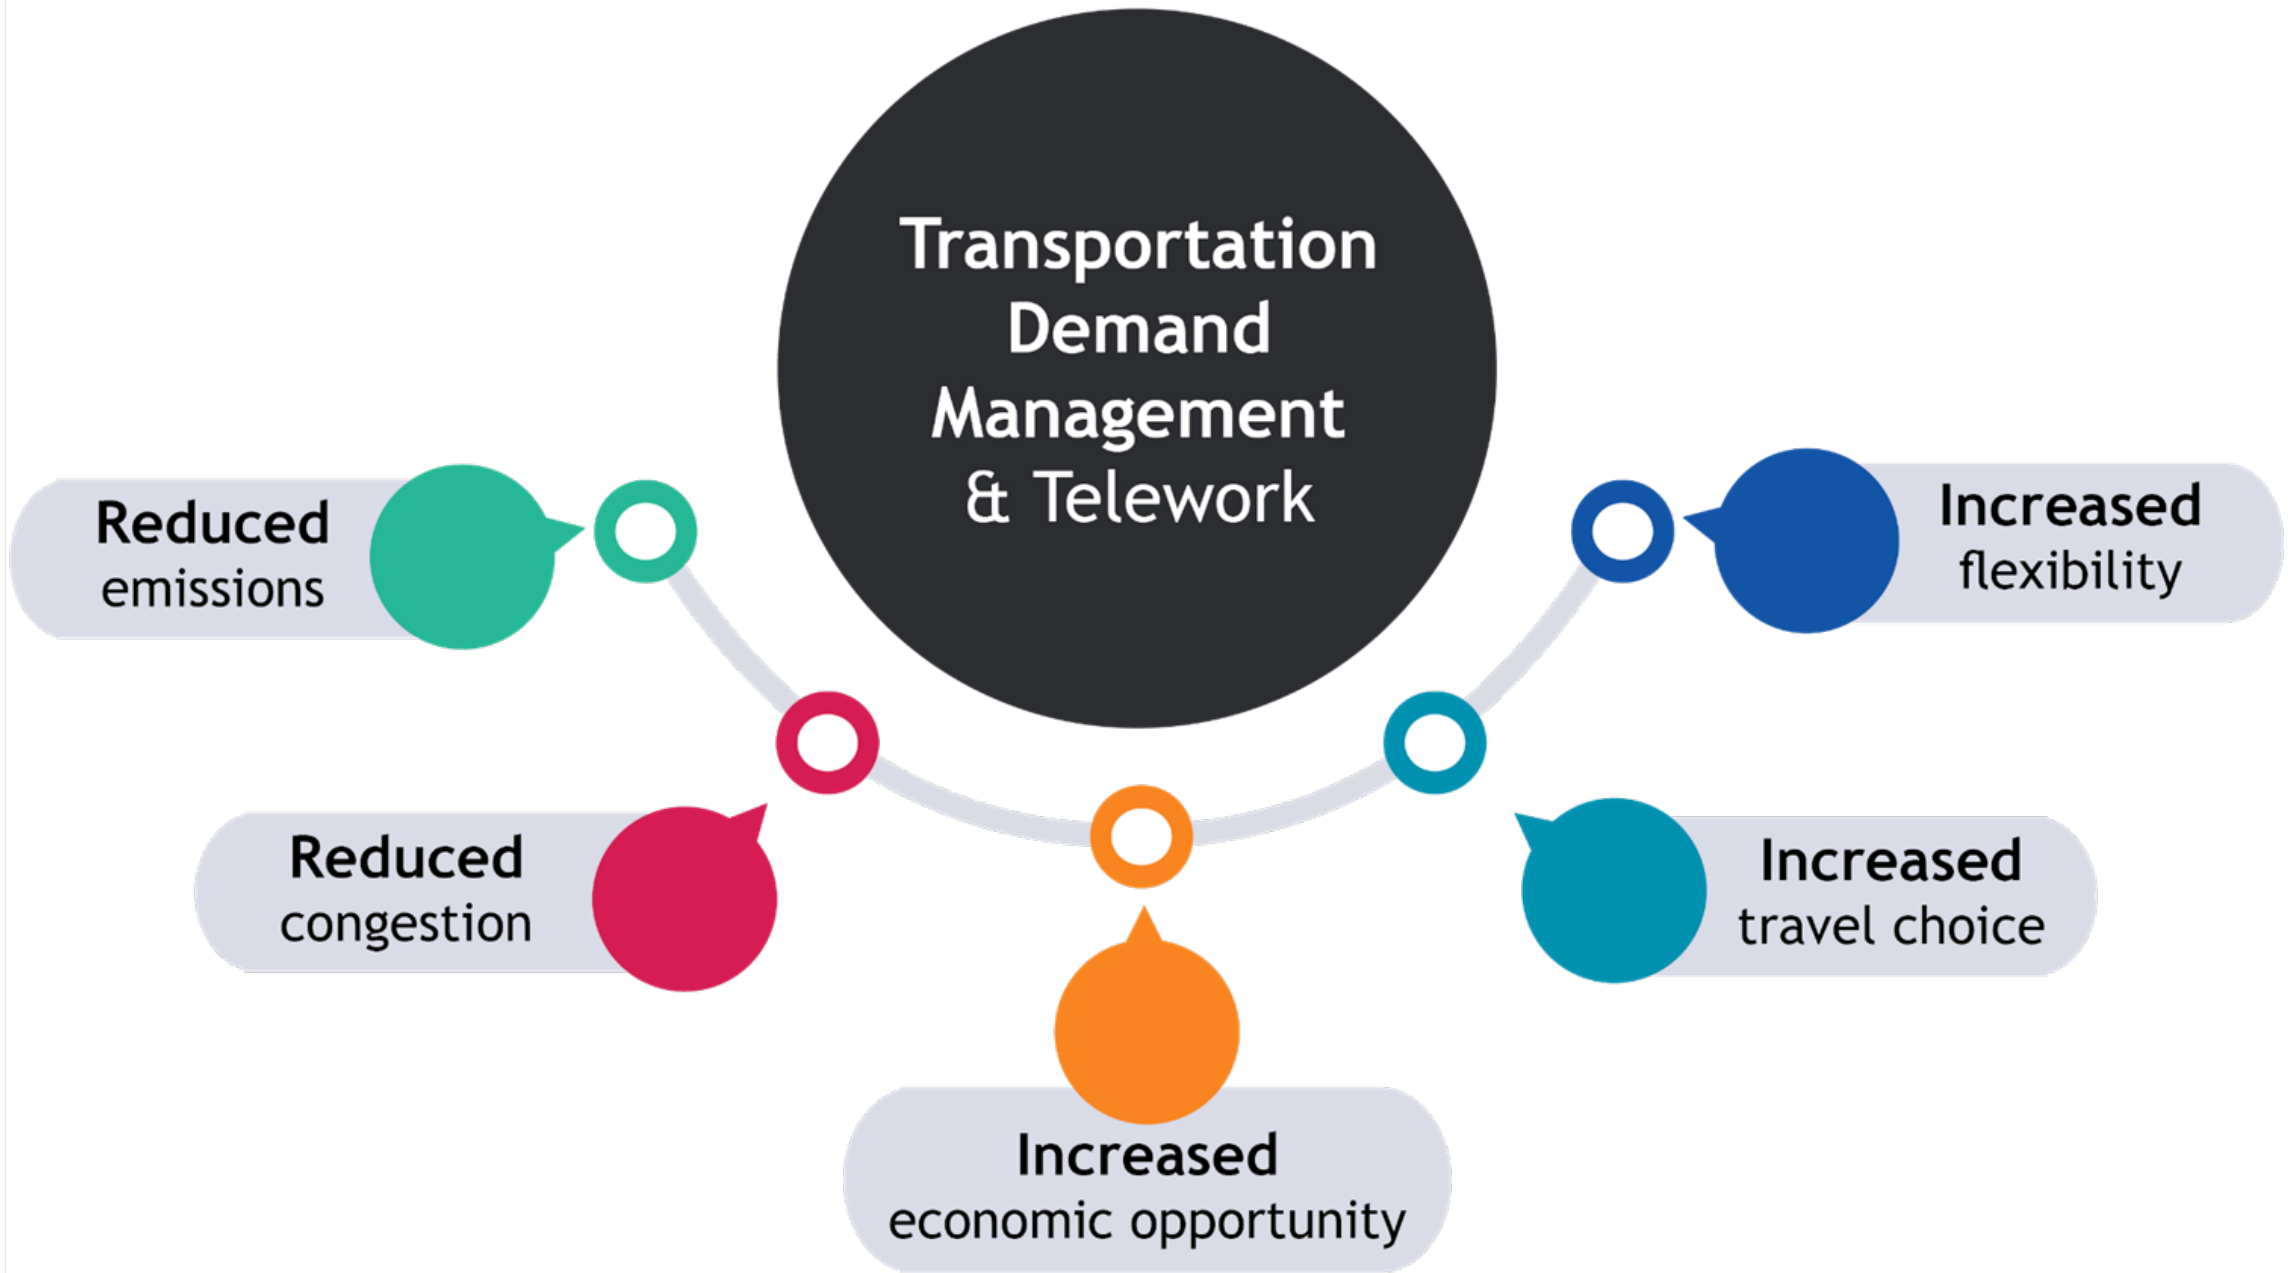 Transportation
Demand
Management
& Telework
Reduced
emissions
Reduced
congestion
Increased
economic opportunity
Increased
travel choice
Increased
flexibility